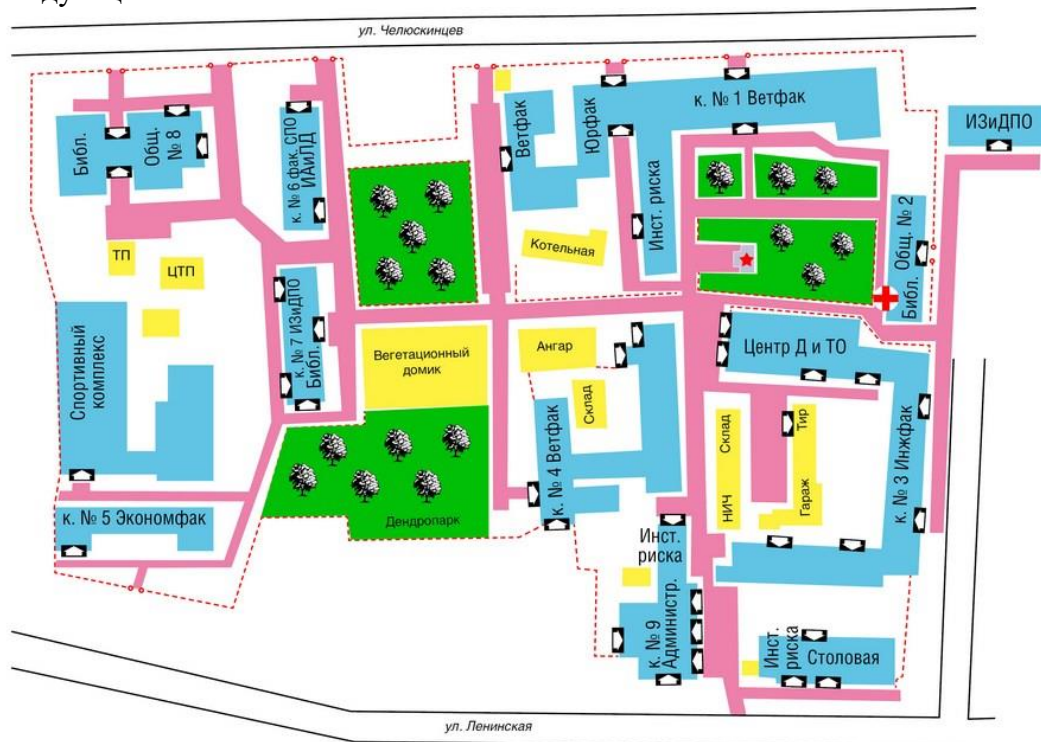 ул. Челюскинцев
Библ.
Общ.
№ 8
к. № 6 фак. СПО
ИАиПД
Ветфак
Юрфак
к. № 1 Ветфак
ИЗиДПО
Инст. риска
Котельная
Библ. Общ. № 2
ТП
ЦТП
к. № 7 ИЗиДПО
Библ.
Спортивный
комплекс
Вегетационный
домик
Ангар
Склад
Центр Д и ТО
к. № 4 Ветфак
НИЧ Склад
Гараж Тир
к. № 3 Инжфак
Дендропарк
к. № 5 Экономфак
Инст.
риска
к. № 9
Администр.
Инст.
риска
Столовая
ул. Ленинская